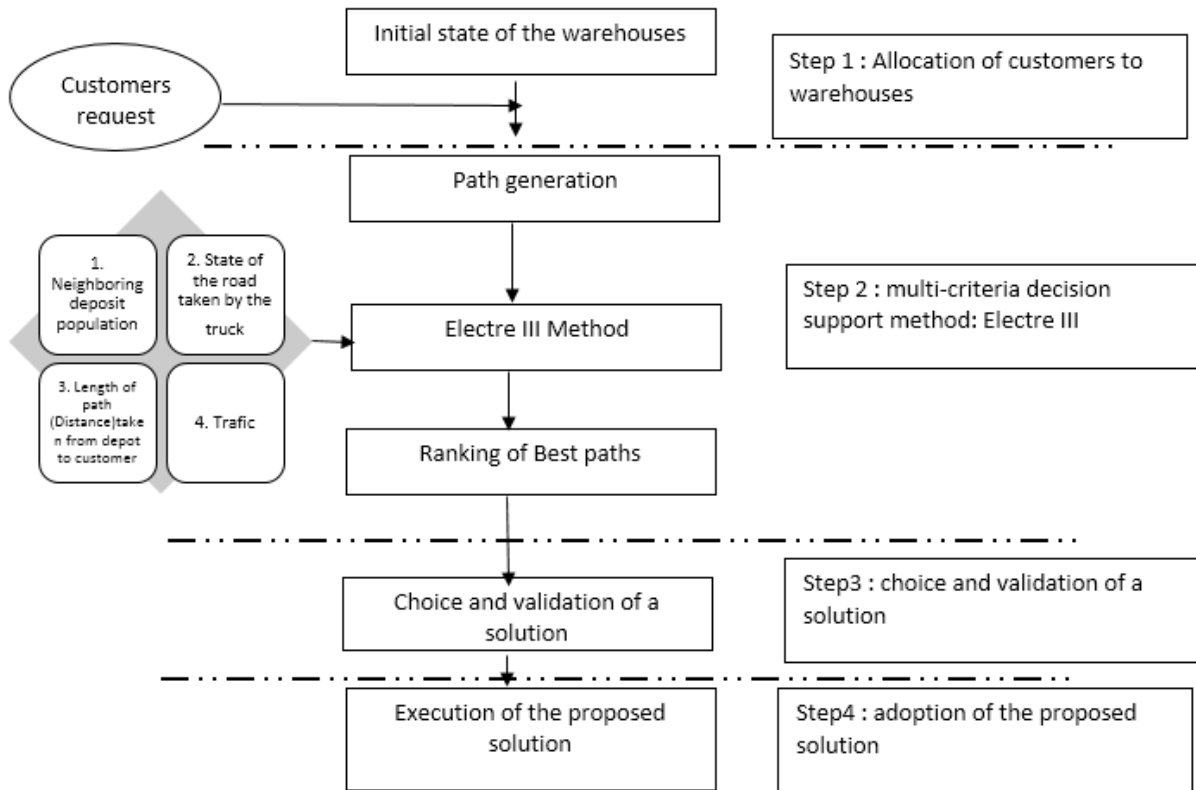 Initial state of the warehouses
Customers
request
Step 1 : Allocation of customers to
warehouses
Path generation
1.
Neighboring
deposit
population
2. State of
the road
taken by the
truck
3. Length of
path
(Distance)take
n from depot
to customer
4. Trafic
Electre III Method
Step 2 : multi-criteria decision
support method: Electre III
Ranking of Best paths
Choice and validation of a
solution
Step3 : choice and validation of a
solution
Execution of the proposed
solution
Step4 : adoption of the proposed
solution